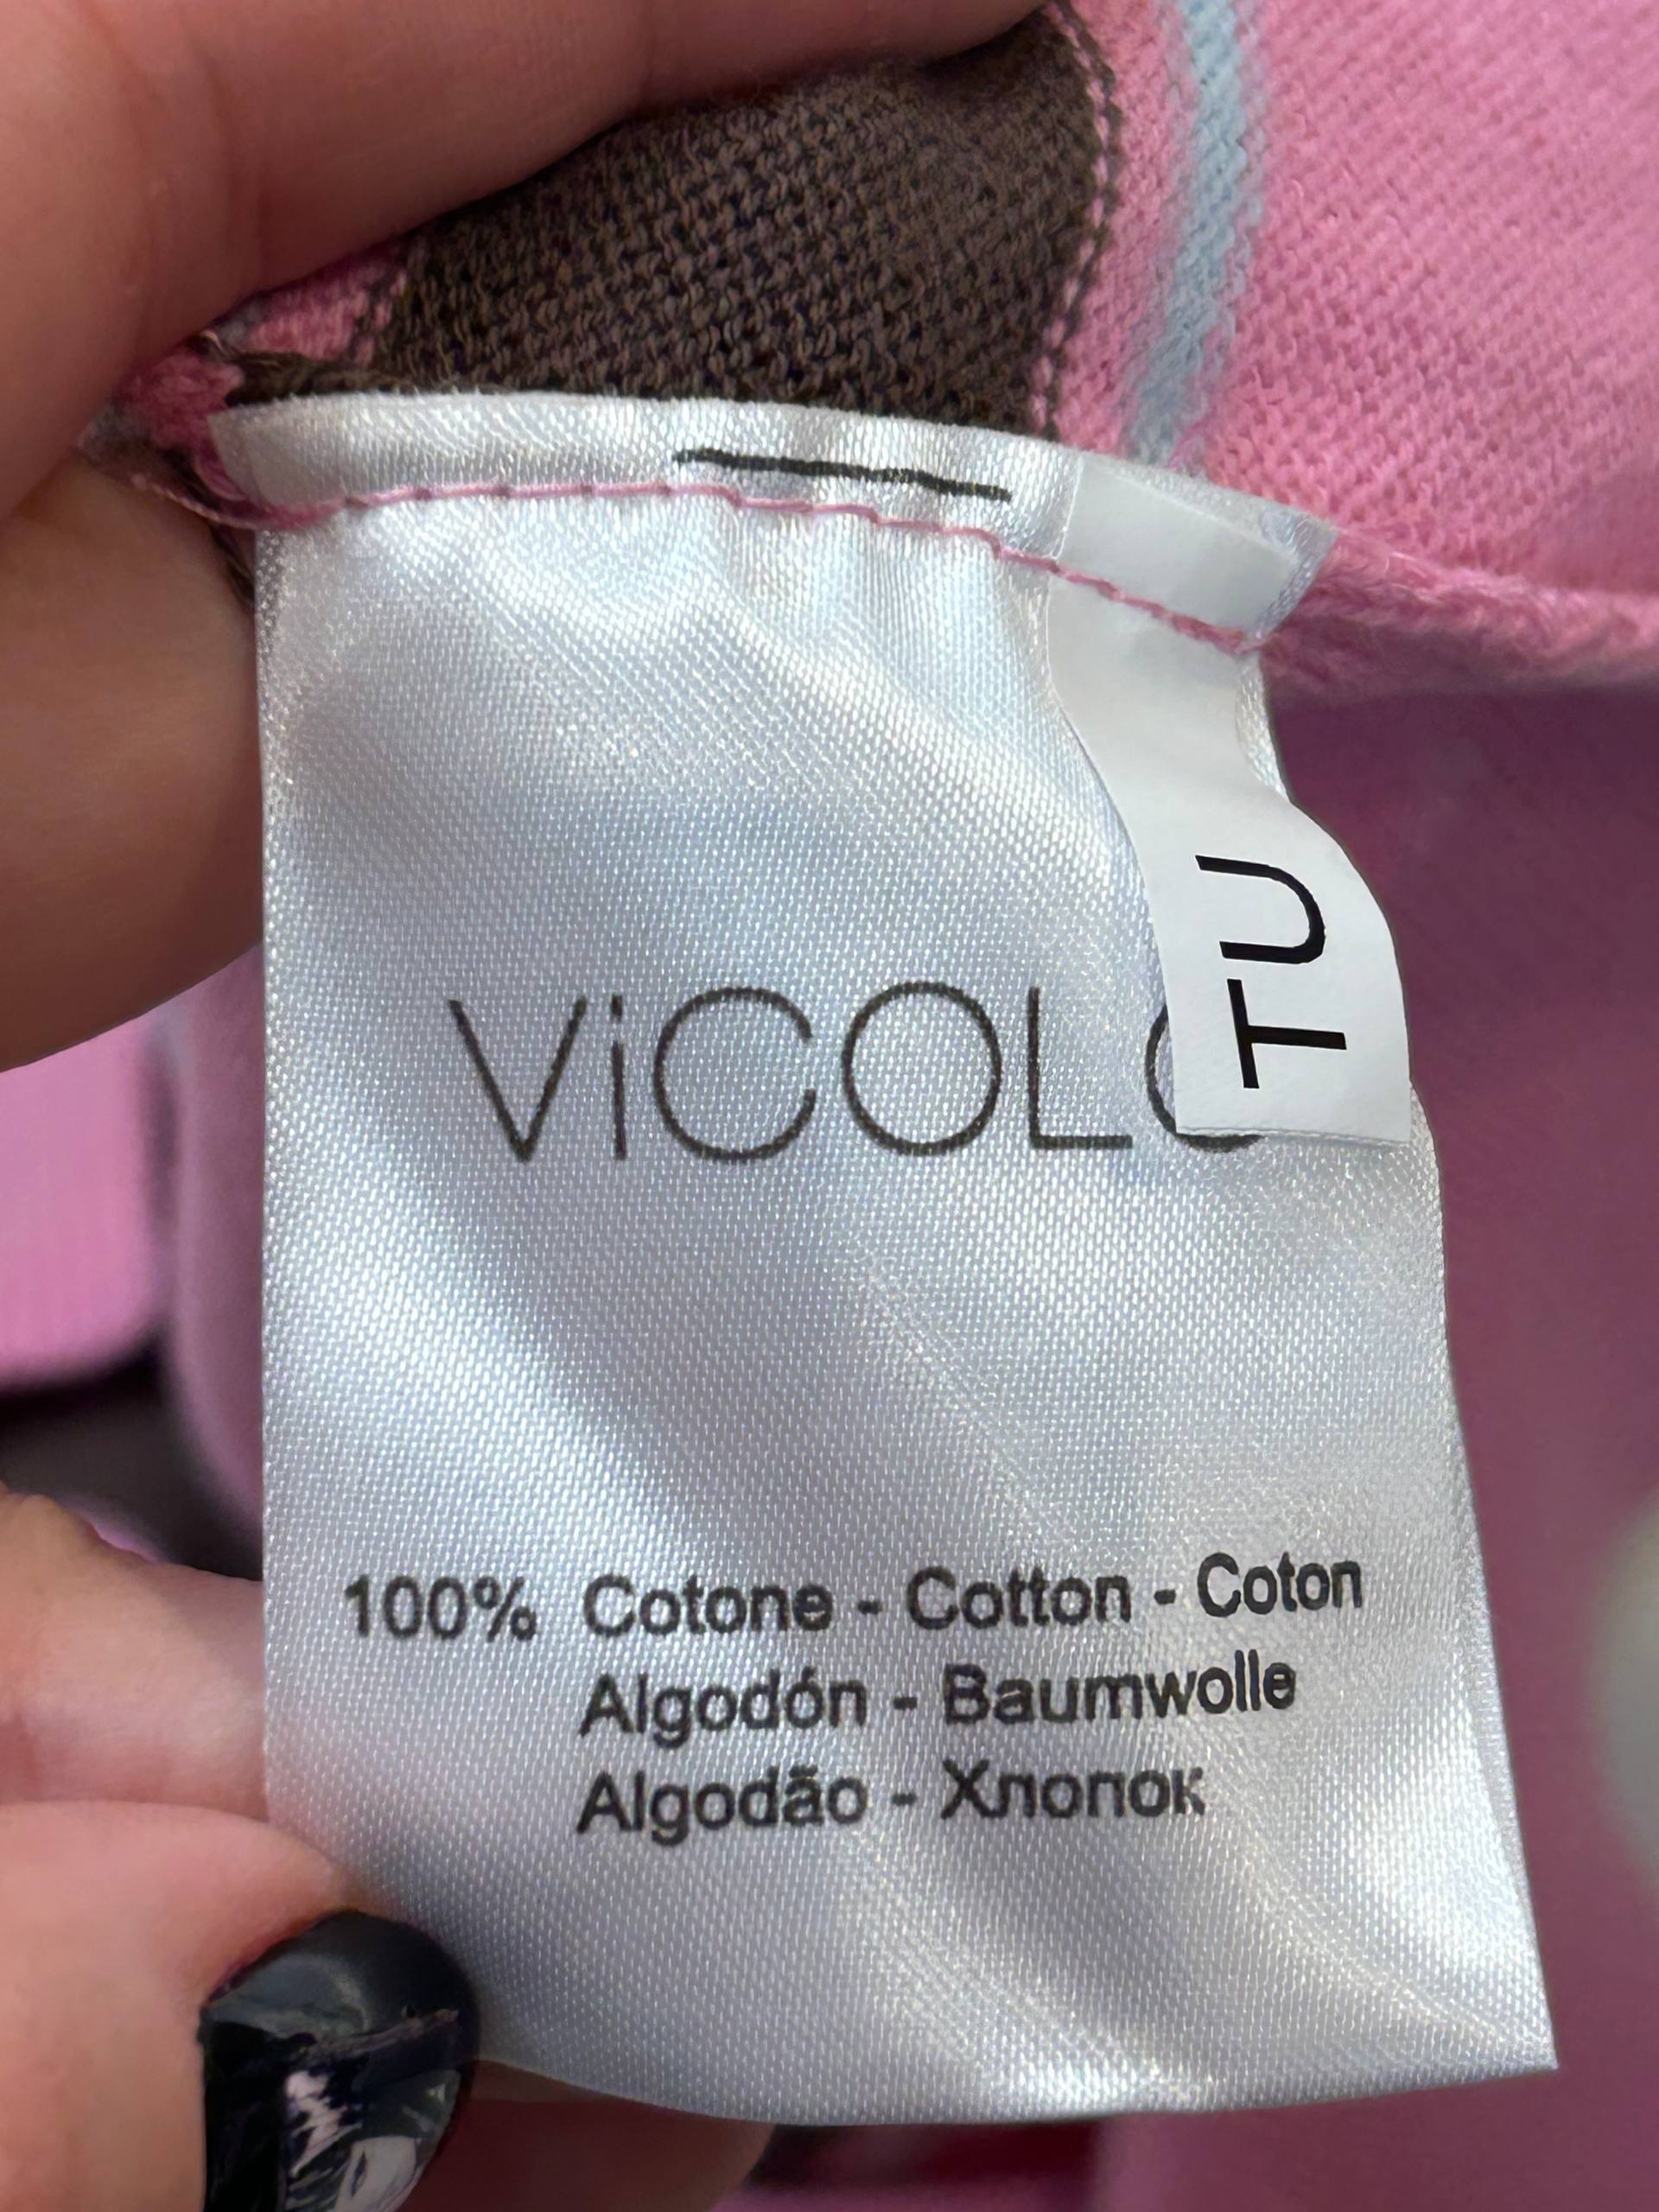 ViCOLO
TU
100% Cotone - Cotton - Coton
Algodón - Baumwolle
Algodão - Хлопок